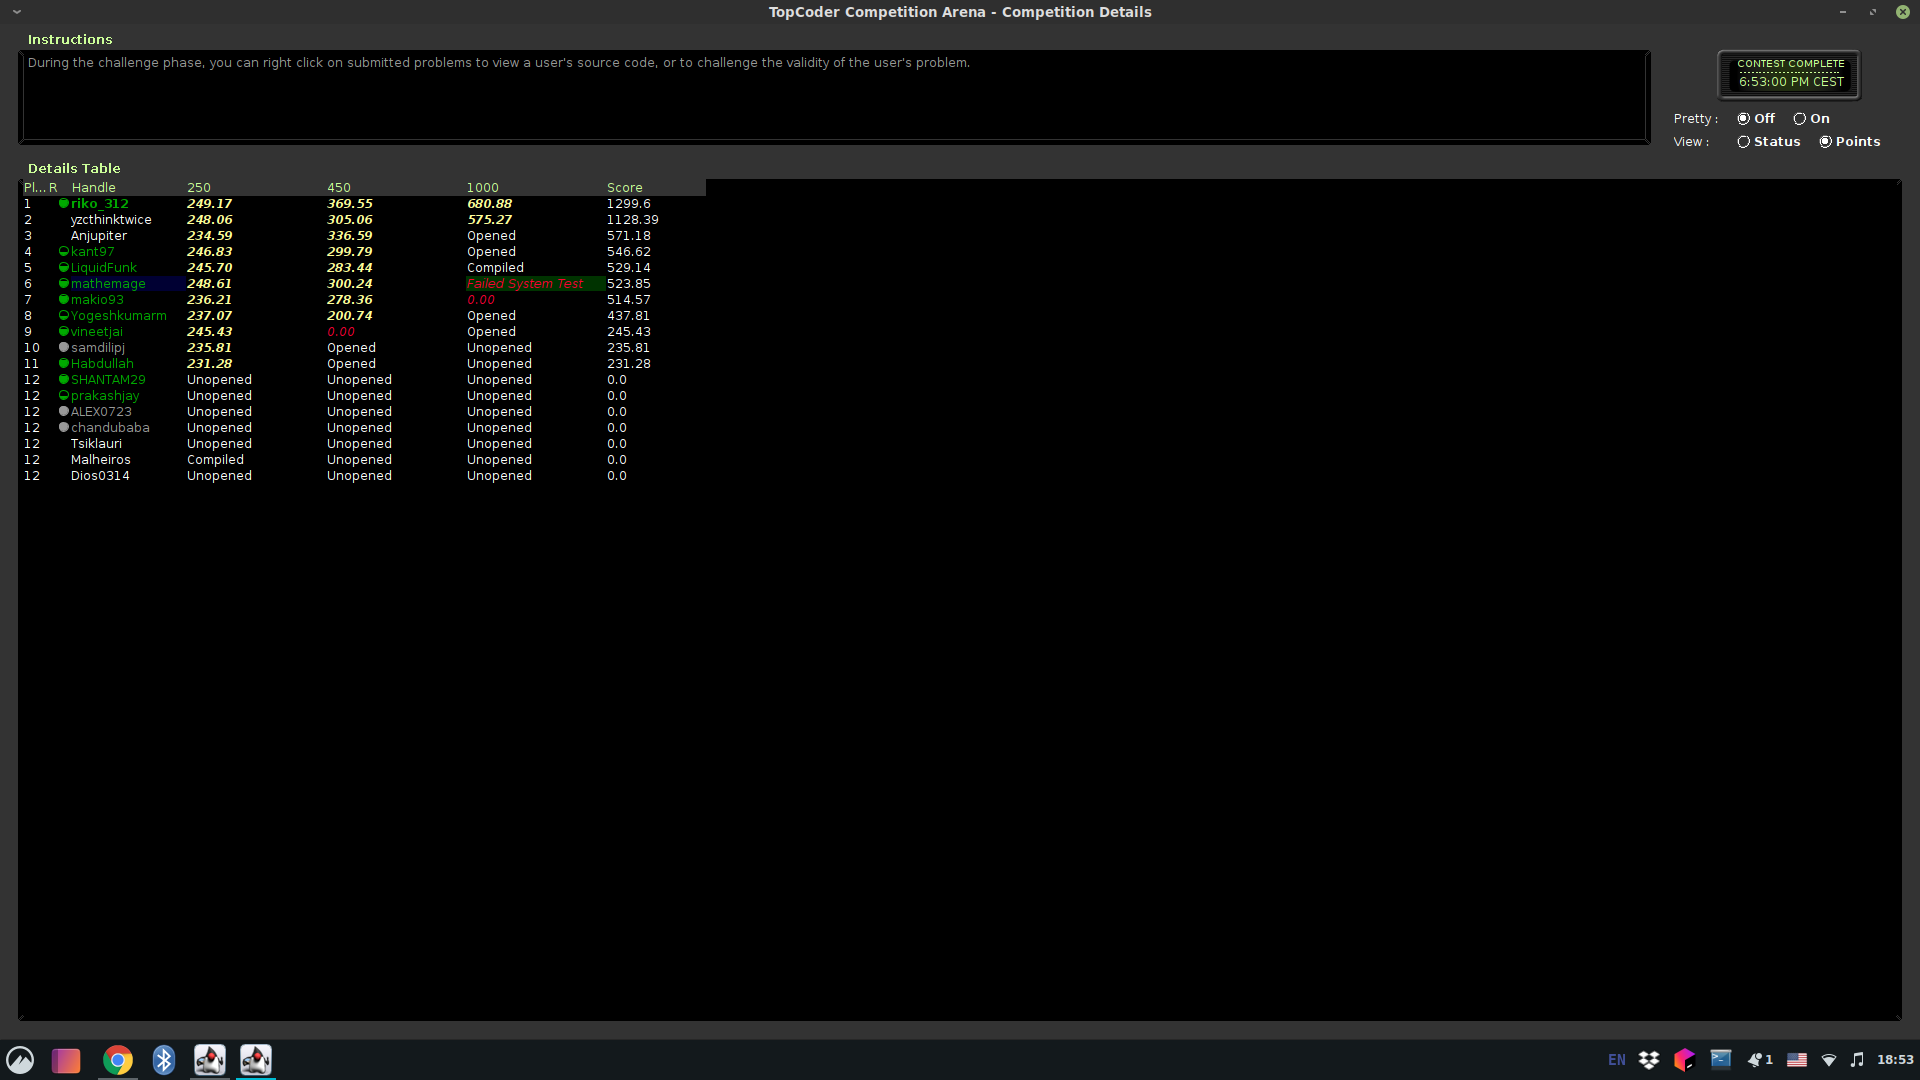 TopCoder Competition Arena - Competition Details
Instructions
During the challenge phase, you can right click on submitted problems to view a user's source code, or to challenge the validity of the user's problem.
CONTEST COMPLETE
6:53:00 PM CEST
Pretty : Off On
View : Status Points
Details Table
Pl... R Handle 250 450 1000 Score
1 riko_312 249.17 369.55 680.88 1299.6
2 yzcthinktwice 248.06 305.06 575.27 1128.39
3 Anjupiter 234.59 336.59 Opened 571.18
4 kant97 246.83 299.79 Opened 546.62
5 LiquidFunk 245.70 283.44 Compiled 529.14
6 mathemage 248.61 300.24 Failed System Test 523.85
7 makio93 236.21 278.36 0.00 514.57
8 Yogeshkumarm 237.07 200.74 Opened 437.81
9 vineetjai 245.43 0.00 Opened 245.43
10 samdilipj 235.81 Opened Unopened 235.81
11 Habdullah 231.28 Opened Unopened 231.28
12 SHANTAM29 Unopened Unopened Unopened 0.0
12 prakashjay Unopened Unopened Unopened 0.0
12 ALEX0723 Unopened Unopened Unopened 0.0
12 chandubaba Unopened Unopened Unopened 0.0
12 Tsiklauri Unopened Unopened Unopened 0.0
12 Malheiros Compiled Unopened Unopened 0.0
12 Dios0314 Unopened Unopened Unopened 0.0
EN 1 18:53